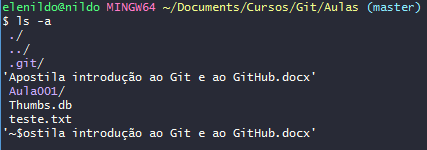 elenildo@nildo MINGW64 ~/Documents/Cursos/Git/Aulas (master)
$ ls -a
./
../
.git/
'Apostila introdução ao Git e ao GitHub.docx'
Aula001/
Thumbs.db
teste.txt
'~$ostila introdução ao Git e ao GitHub.docx'